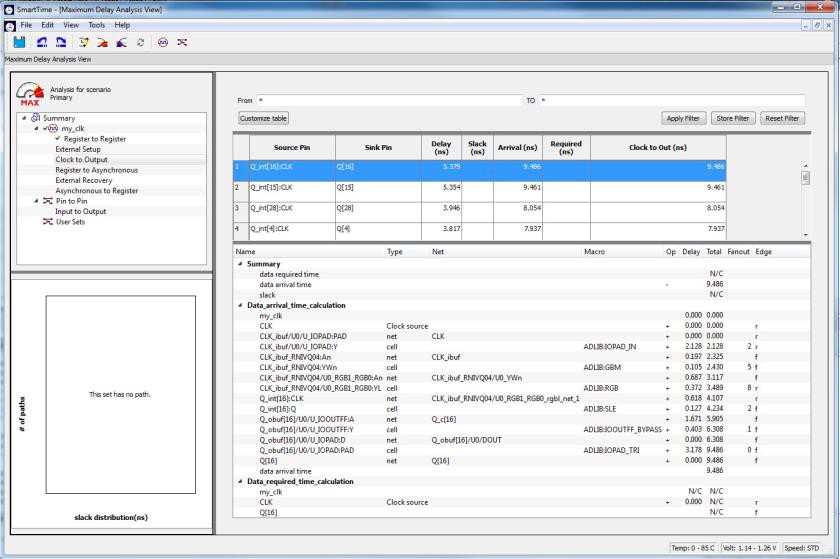 SmartTime - [Maximum Delay Analysis View]
File Edit View Tools Help
Maximum Delay Analysis View
MAX
Analysis for scenario
Primary
Summary
my_clk
Register to Register
External Setup
Clock to Output
Register to Asynchronous
External Recovery
Asynchronous to Register
Pin to Pin
Input to Output
User Sets
# of paths
This set has no path.
slack distribution(ns)
From * TO *
Customize table Apply Filter Store Filter Reset Filter
Source Pin Sink Pin Delay (ns) Slack (ns) Arrival (ns) Required (ns) Clock to Out (ns)
1 Q_int[16]:CLK Q[16] 5.379 9.486 9.486
2 Q_int[15]:CLK Q[15] 5.354 9.461 9.461
3 Q_int[28]:CLK Q[28] 3.946 8.054 8.054
4 Q_int[4]:CLK Q[4] 3.817 7.937 7.937
Name Type Net Macro Op Delay Total Fanout Edge
Summary
data required time N/C
data arrival time - 9.486
slack N/C
Data_arrival_time_calculation
my_clk 0.000 0.000
CLK Clock source + 0.000 0.000 r
CLK_ibuf/U0/U_IOPAD:PAD net CLK + 0.000 0.000 r
CLK_ibuf/U0/U_IOPAD:Y cell ADLIB:IOPAD_IN + 2.128 2.128 2 r
CLK_ibuf_RNIVQ04:An net CLK_ibuf + 0.197 2.325 f
CLK_ibuf_RNIVQ04:YWn cell ADLIB:GBM + 0.105 2.430 5 f
CLK_ibuf_RNIVQ04/U0_RGB1_RGB0:An net CLK_ibuf_RNIVQ04/U0_YWn + 0.687 3.117 f
CLK_ibuf_RNIVQ04/U0_RGB1_RGB0:YL cell ADLIB:RGB + 0.372 3.489 8 r
Q_int[16]:CLK net CLK_ibuf_RNIVQ04/U0_RGB1_RGB0_rgbl_net_1 + 0.618 4.107 r
Q_int[16]:Q cell ADLIB:SLE + 0.127 4.234 2 f
Q_obuf[16]/U0/U_IOOUTFF:A net Q_c[16] + 1.671 5.905 f
Q_obuf[16]/U0/U_IOOUTFF:Y cell ADLIB:IOOUTFF_BYPASS + 0.403 6.308 1 f
Q_obuf[16]/U0/U_IOPAD:D net Q_obuf[16]/U0/DOUT + 0.000 6.308 f
Q_obuf[16]/U0/U_IOPAD:PAD cell ADLIB:IOPAD_TRI + 3.178 9.486 0 f
Q[16] net Q[16] + 0.000 9.486 f
data arrival time 9.486
Data_required_time_calculation
my_clk N/C N/C
CLK Clock source + 0.000 N/C r
Q[16] N/C f
Temp: 0 - 85 C Volt: 1.14 - 1.26 V Speed: STD